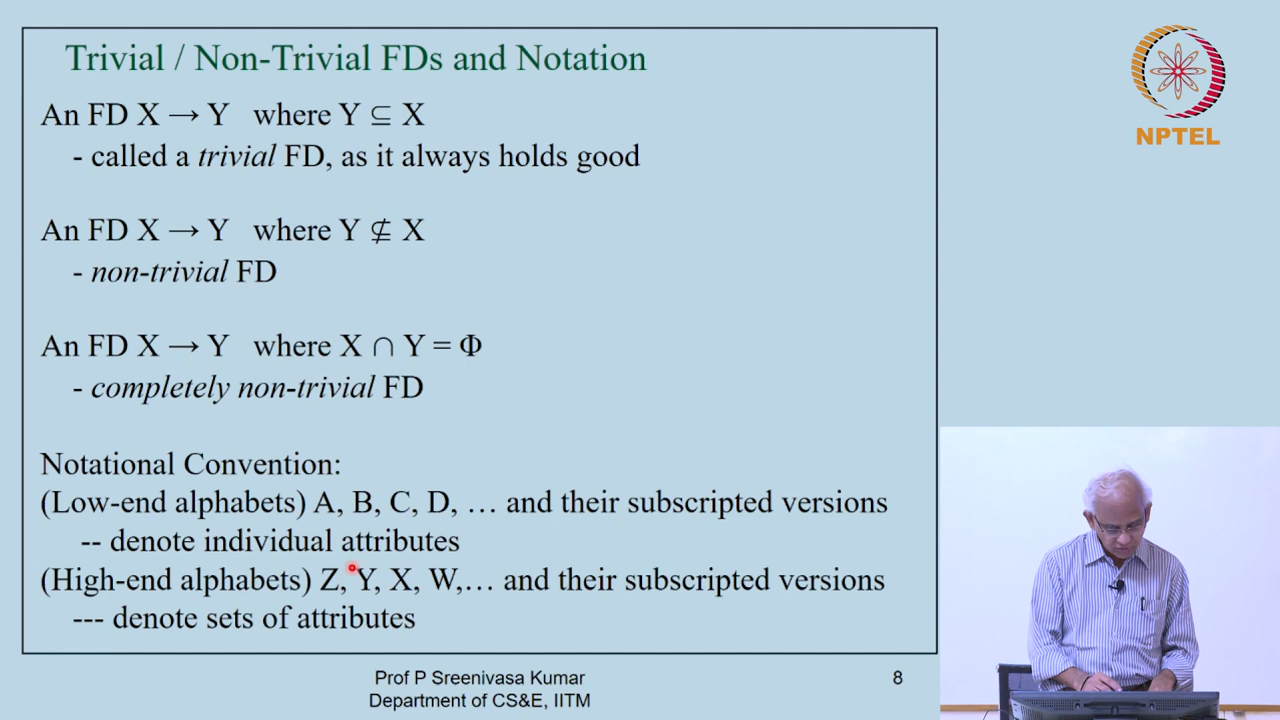 Trivial / Non-Trivial FDs and Notation
An FD X → Y where Y ⊆ X
- called a trivial FD, as it always holds good
An FD X → Y where Y ⊈ X
- non-trivial FD
An FD X → Y where X ∩ Y = Φ
- completely non-trivial FD
Notational Convention:
(Low-end alphabets) A, B, C, D, … and their subscripted versions
-- denote individual attributes
(High-end alphabets) Z, Y, X, W,… and their subscripted versions
--- denote sets of attributes
Prof P Sreenivasa Kumar
Department of CS&E, IITM
8
NPTEL